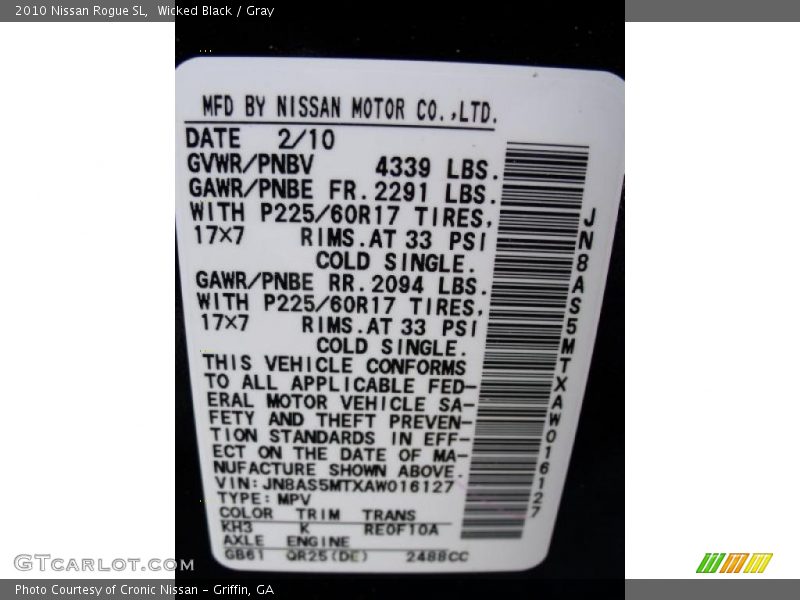 2010 Nissan Rogue SL,  Wicked Black / Gray
MFD BY NISSAN MOTOR CO.,LTD.
DATE 2/10
GVWR/PNBV 4339 LBS.
GAWR/PNBE FR. 2291 LBS.
WITH P225/60R17 TIRES,
17×7 RIMS. AT 33 PSI
COLD SINGLE.
GAWR/PNBE RR. 2094 LBS.
WITH P225/60R17 TIRES,
17×7 RIMS. AT 33 PSI
COLD SINGLE.
THIS VEHICLE CONFORMS
TO ALL APPLICABLE FED-
ERAL MOTOR VEHICLE SA-
FETY AND THEFT PREVEN-
TION STANDARDS IN EFF-
ECT ON THE DATE OF MA-
NUFACTURE SHOWN ABOVE.
VIN: JN8AS5MTXAW016127
TYPE: MPV
COLOR TRIM TRANS
KH3 K RE0F10A
AXLE ENGINE
GB61 QR25(DE) 2488CC
JN8AS5MTXAW016127
GTCARLOT.COM
Photo Courtesy of Cronic Nissan - Griffin, GA